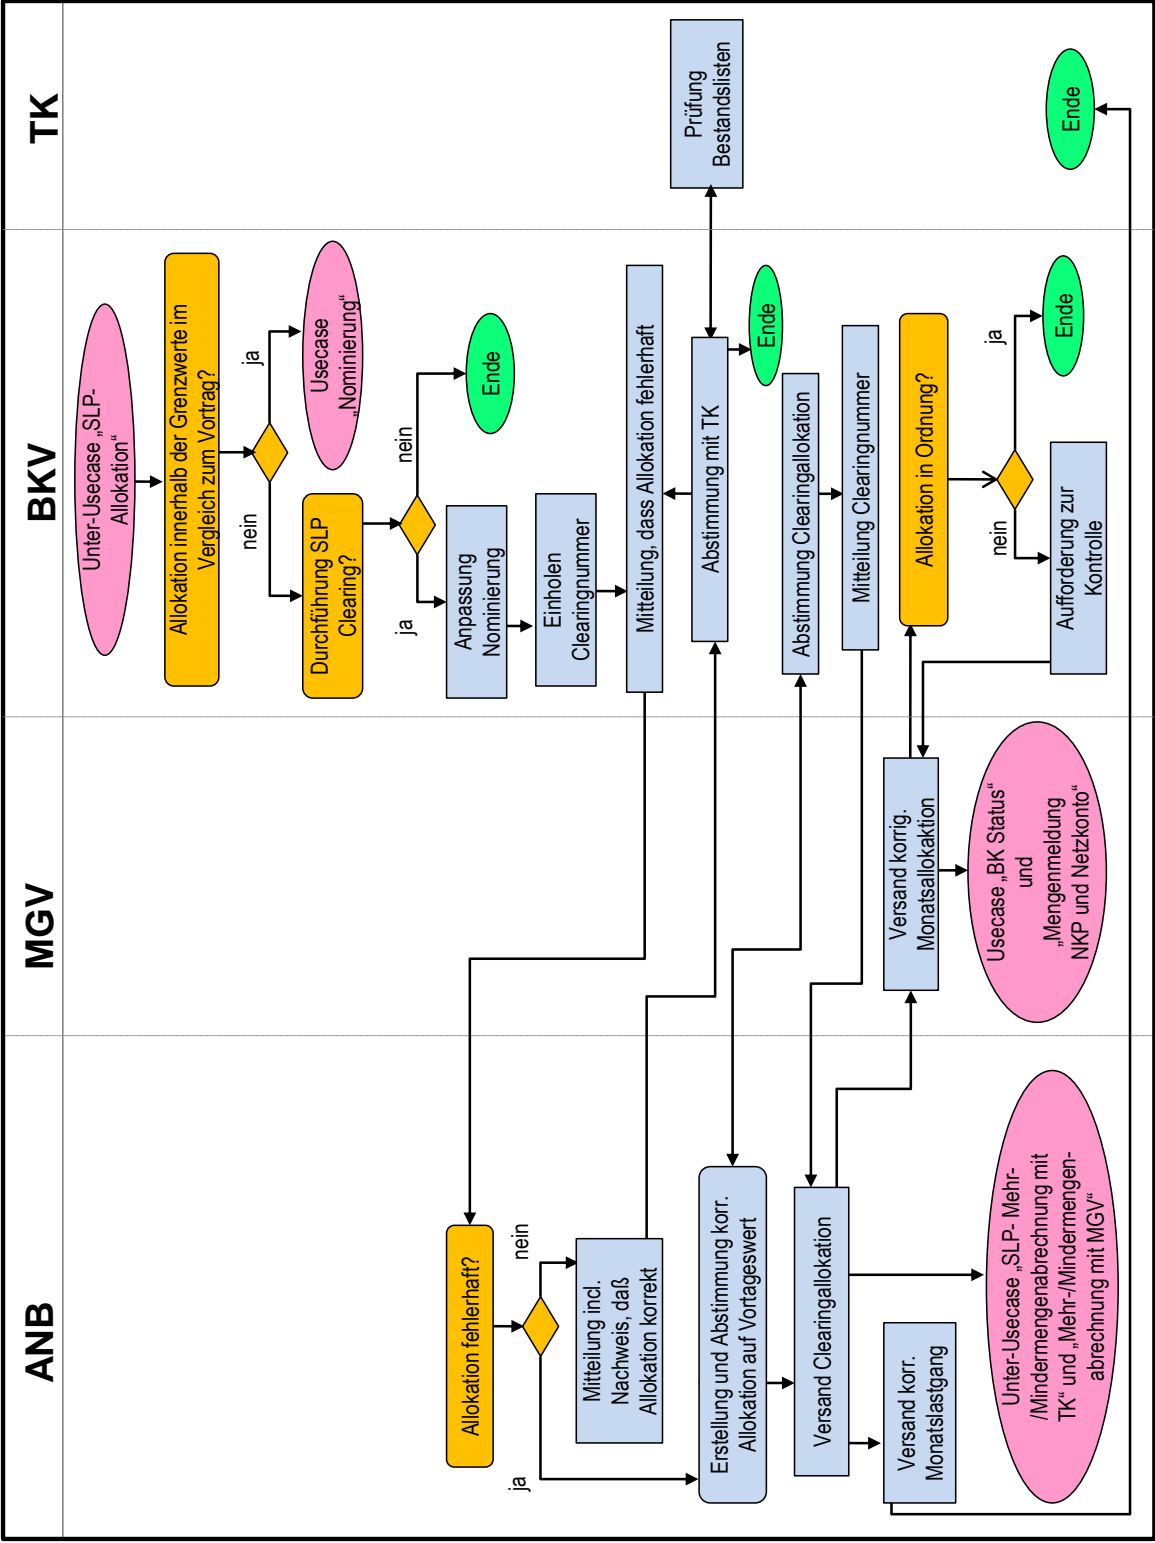 ANB
MGV
BKV
TK
Unter-Usecase „SLP-
Allokation“
Allokation innerhalb der Grenzwerte im
Vergleich zum Vortrag?
nein
ja
Usecase
„Nominierung“
Durchführung SLP
Clearing?
ja
nein
Ende
Anpassung
Nominierung
Einholen
Clearingnummer
Mitteilung, dass Allokation fehlerhaft
Allokation fehlerhaft?
ja
nein
Mitteilung incl.
Nachweis, daß
Allokation korrekt
Abstimmung mit TK
Prüfung
Bestandslisten
Ende
Erstellung und Abstimmung korr.
Allokation auf Vortageswert
Abstimmung Clearingallokation
Mitteilung Clearingnummer
Versand Clearingallokation
Versand korr.
Monatslastgang
Versand korrig.
Monatsallokaktion
Allokation in Ordnung?
nein
ja
Aufforderung zur
Kontrolle
Ende
Ende
Usecase „BK Status“
und
„Mengenmeldung
NKP und Netzkonto“
Unter-Usecase „SLP- Mehr-
/Mindermengenabrechnung mit
TK“ und „Mehr-/Mindermengen-
abrechnung mit MGV“